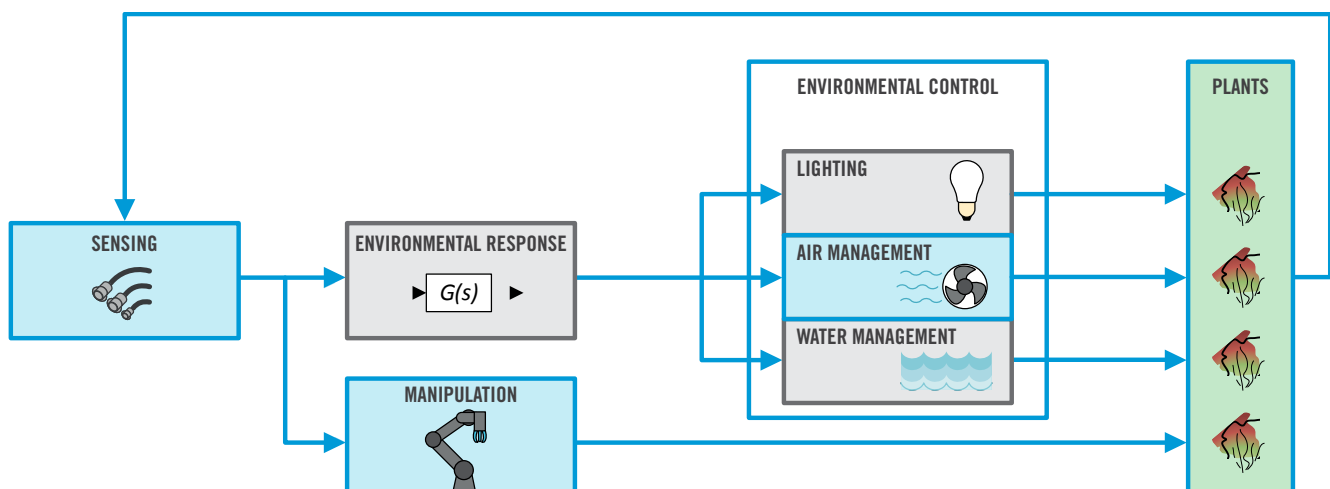 ENVIRONMENTAL CONTROL
PLANTS
LIGHTING
SENSING
ENVIRONMENTAL RESPONSE
G(s)
AIR MANAGEMENT
WATER MANAGEMENT
MANIPULATION